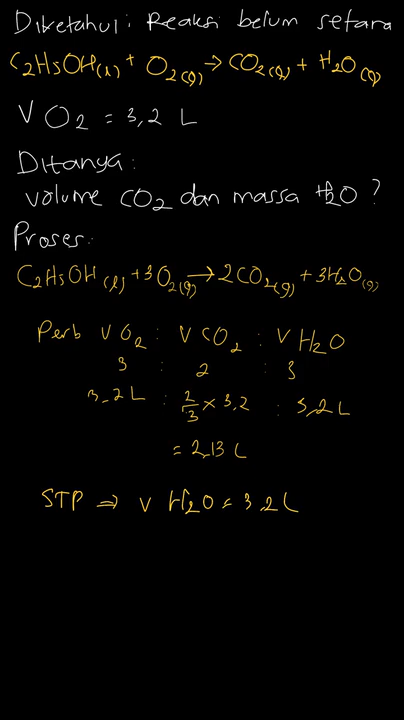 Diketahui: Reaksi belum setara
C2H5OH(l) + O2(g) → CO2(g) + H2O(g)
V O2 = 3,2 L
Ditanya:
volume CO2 dan massa H2O ?
Proses:
C2H5OH(l) + 3O2(g) → 2CO2(g) + 3H2O(g)
Perb V O2 : V CO2 : V H2O
3 : 2 : 3
3,2 L : 2/3 × 3,2 : 3,2 L
= 2,13 L
STP ⇒ V H2O = 3,2 L